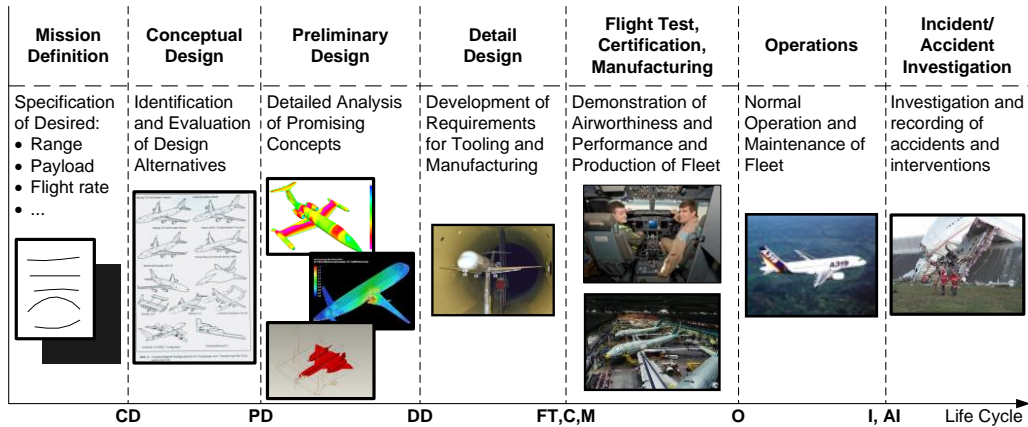 Mission
Definition
Conceptual
Design
Preliminary
Design
Detail
Design
Flight Test,
Certification,
Manufacturing
Operations
Incident/
Accident
Investigation
Specification
of Desired:
• Range
• Payload
• Flight rate
• ...
Identification
and Evaluation
of Design
Alternatives
Detailed Analysis
of Promising
Concepts
Development of
Requirements
for Tooling and
Manufacturing
Demonstration of
Airworthiness and
Performance and
Production of Fleet
Normal
Operation and
Maintenance of
Fleet
Investigation and
recording of
accidents and
interventions
A319
CD
PD
DD
FT,C,M
O
I, AI
Life Cycle